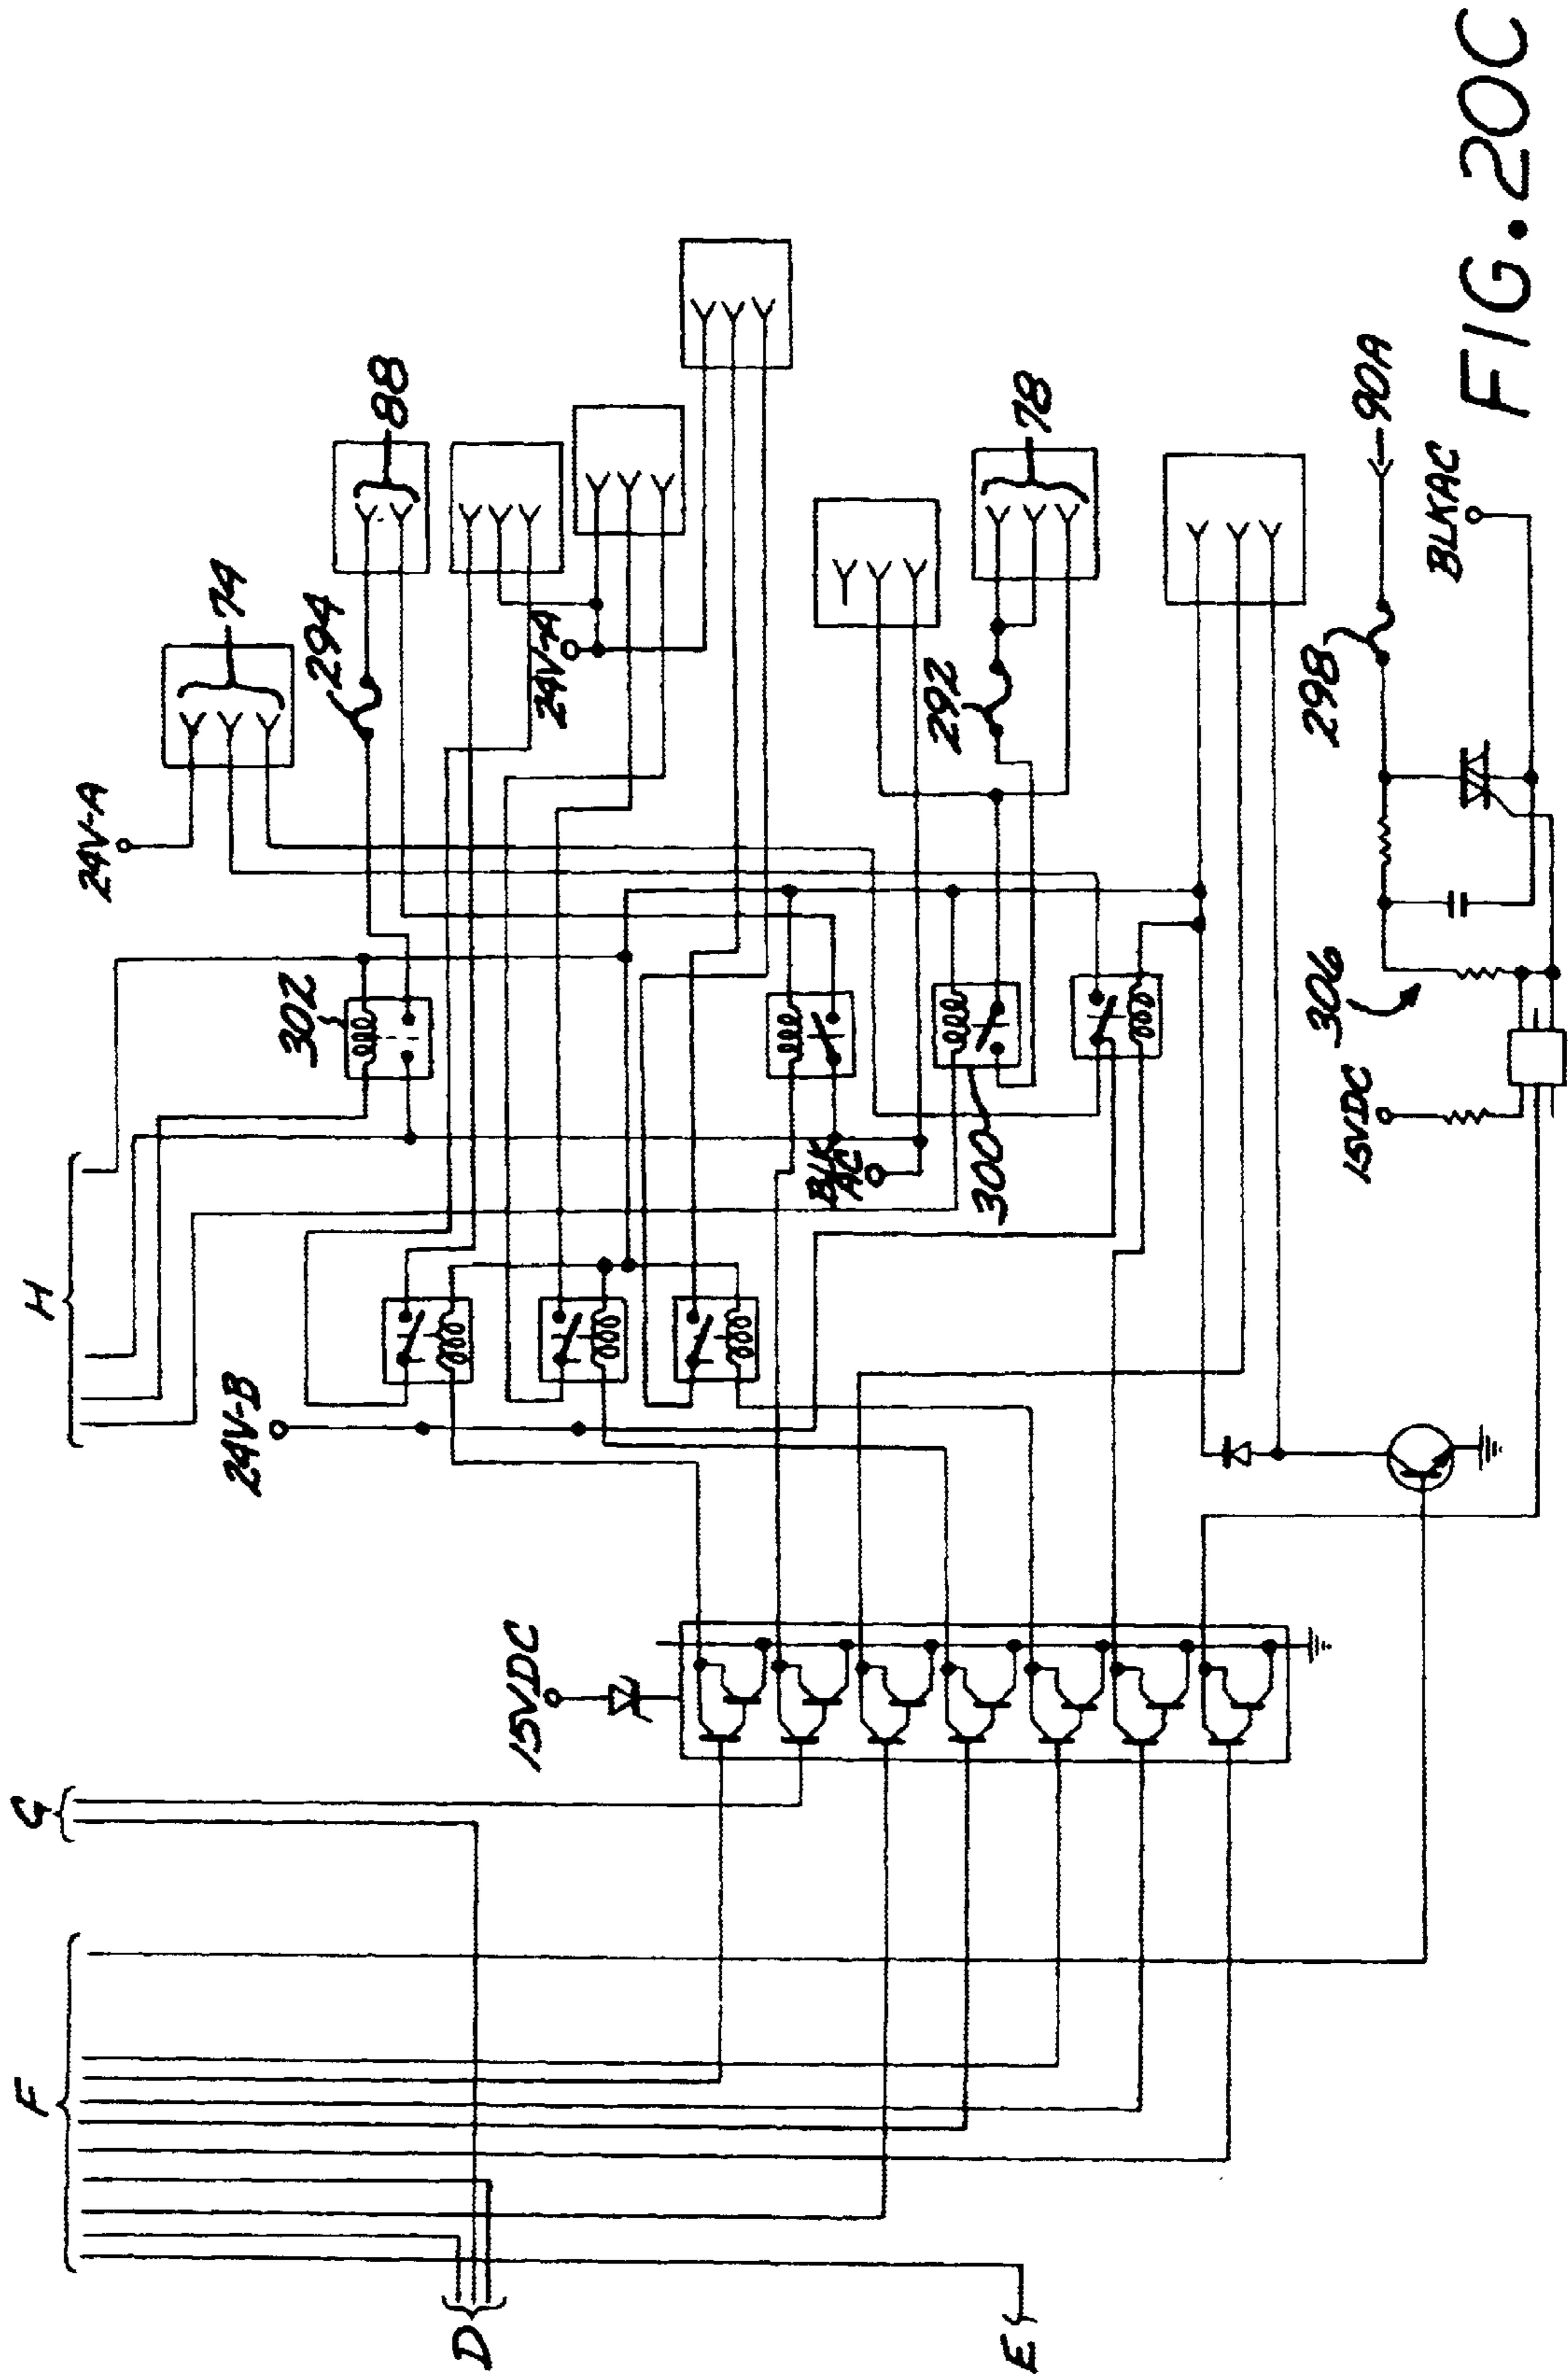 H
G
F
D
E
24V-A
74
294
88
302
24V-A
24V-B
15VDC
BLK
AC
300
292
78
298
90A
306
15VDC
BLKAC
FIG. 20C